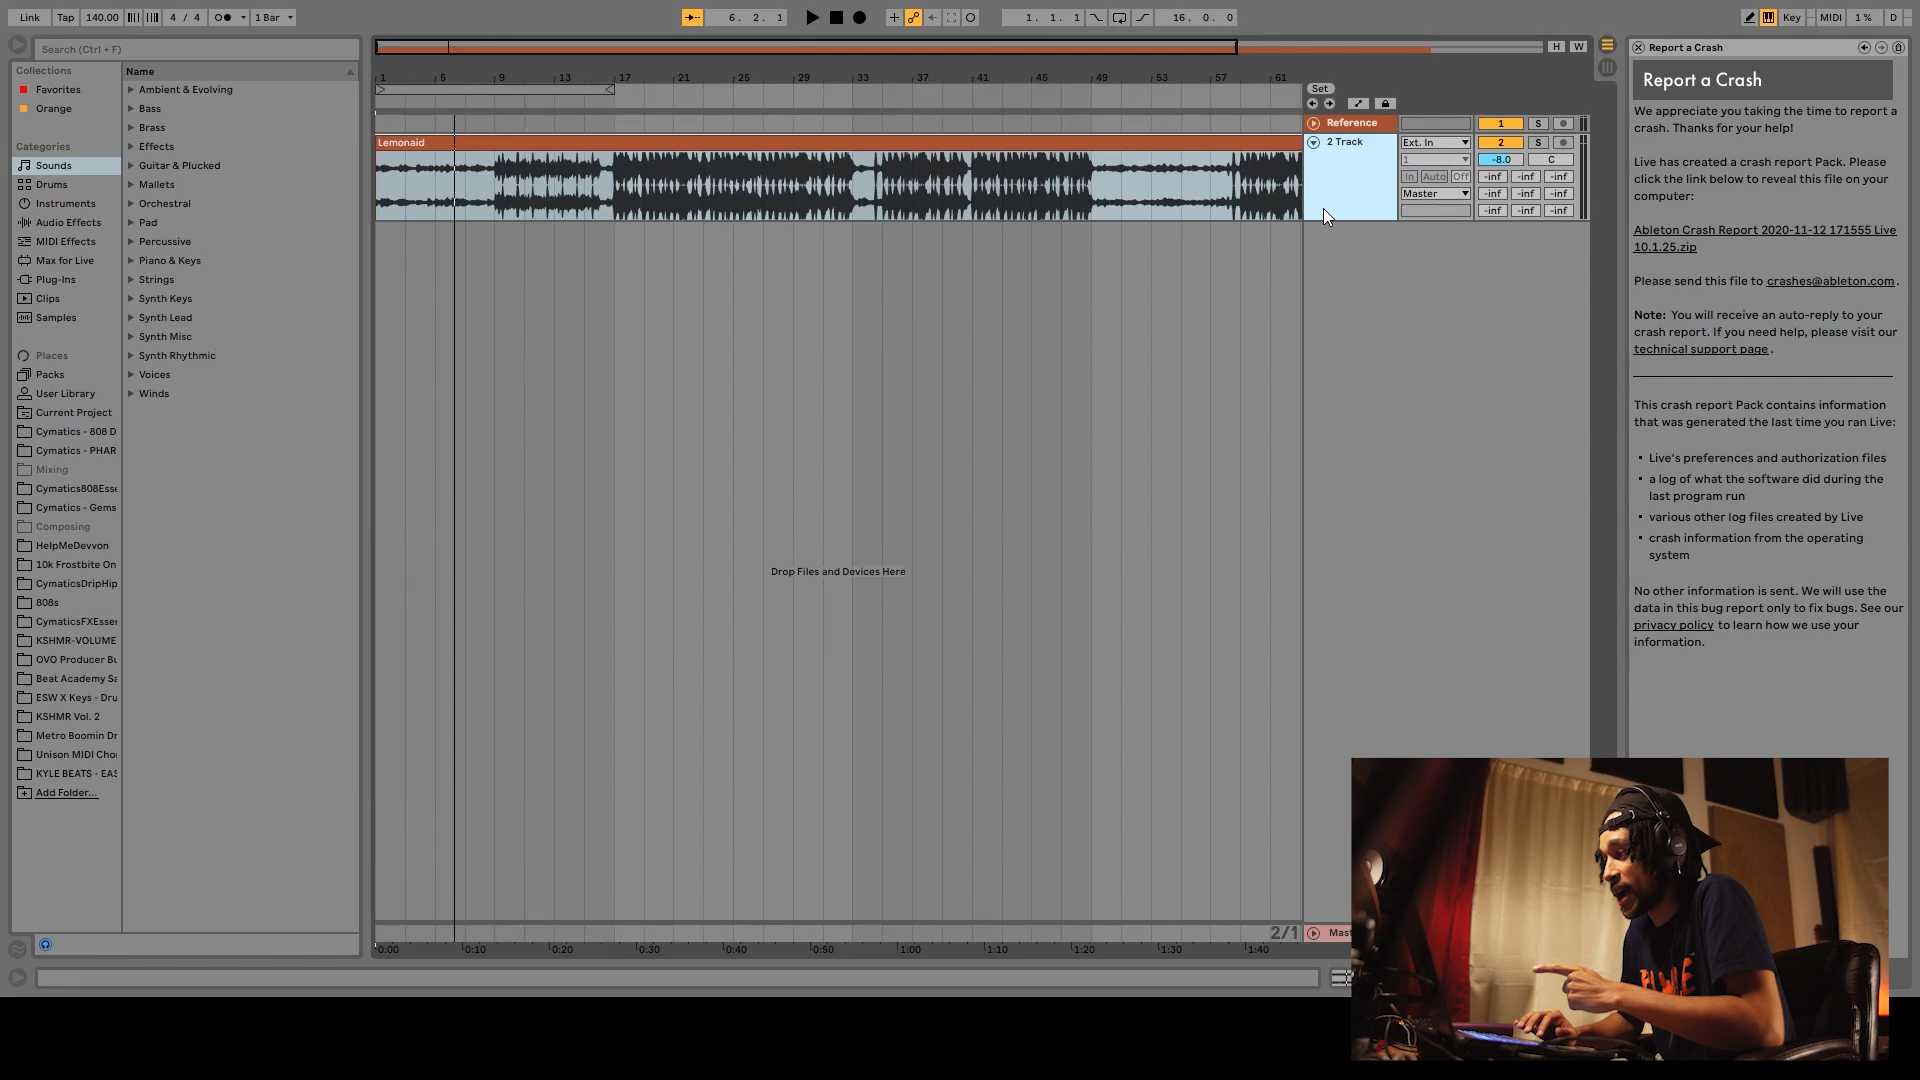 Link Tap 140.00 4 / 4 1 Bar 6. 2. 1 1. 1. 1 16. 0. 0 Key MIDI 1 % D
Search (Ctrl + F)
Collections
Favorites
Orange
Categories
Sounds
Drums
Instruments
Audio Effects
MIDI Effects
Max for Live
Plug-Ins
Clips
Samples
Places
Packs
User Library
Current Project
Cymatics - 808 D
Cymatics - PHAR
Mixing
Cymatics808Esse
Cymatics - Gems
Composing
HelpMeDevvon
10k Frostbite On
CymaticsDripHip
808s
CymaticsFXEsser
KSHMR-VOLUME
OVO Producer Bu
Beat Academy Sa
ESW X Keys - Dru
KSHMR Vol. 2
Metro Boomin Dr
Unison MIDI Cho
KYLE BEATS - EAS
Add Folder...
Name
Ambient & Evolving
Bass
Brass
Effects
Guitar & Plucked
Mallets
Orchestral
Pad
Percussive
Piano & Keys
Strings
Synth Keys
Synth Lead
Synth Misc
Synth Rhythmic
Voices
Winds
H W
1 5 9 13 17 21 25 29 33 37 41 45 49 53 57 61
Set
Reference 1 S
Lemonaid
2 Track Ext. In 2 S
1 -8.0 C
In Auto Off -inf -inf -inf
Master -inf -inf -inf
-inf -inf -inf
Drop Files and Devices Here
2/1
Mast
0:00 0:10 0:20 0:30 0:40 0:50 1:00 1:10 1:20 1:30 1:40
Report a Crash
Report a Crash
We appreciate you taking the time to report a
crash. Thanks for your help!
Live has created a crash report Pack. Please
click the link below to reveal this file on your
computer:
Ableton Crash Report 2020-11-12 171555 Live
10.1.25.zip
Please send this file to crashes@ableton.com.
Note: You will receive an auto-reply to your
crash report. If you need help, please visit our
technical support page.
This crash report Pack contains information
that was generated the last time you ran Live:
▪ Live's preferences and authorization files
▪ a log of what the software did during the
last program run
▪ various other log files created by Live
▪ crash information from the operating
system
No other information is sent. We will use the
data in this bug report only to fix bugs. See our
privacy policy to learn how we use your
information.